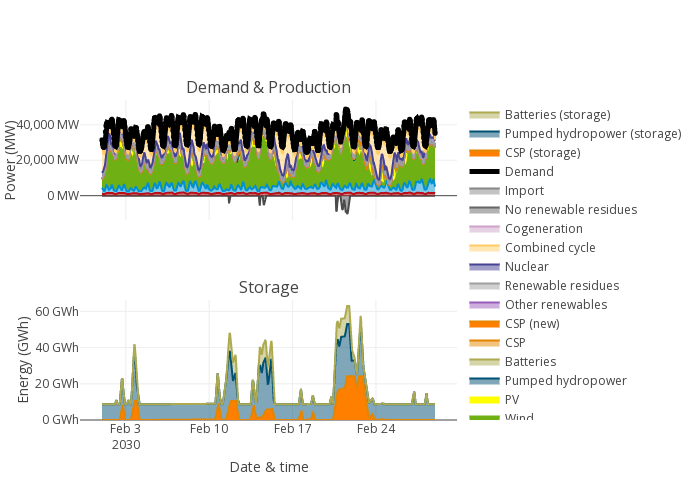 Demand & Production
Power (MW)
40,000 MW
20,000 MW
0 MW
Storage
Energy (GWh)
60 GWh
40 GWh
20 GWh
0 GWh
Feb 3
2030
Feb 10
Feb 17
Feb 24
Date & time
Batteries (storage)
Pumped hydropower (storage)
CSP (storage)
Demand
Import
No renewable residues
Cogeneration
Combined cycle
Nuclear
Renewable residues
Other renewables
CSP (new)
CSP
Batteries
Pumped hydropower
PV
Wind